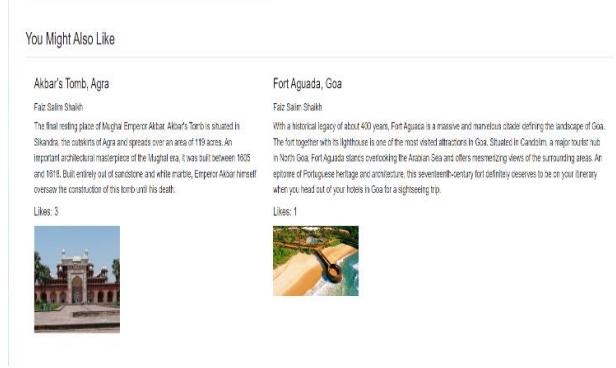 You Might Also Like
Akbar's Tomb, Agra
Faiz Salim Shaikh
The final resting place of Mughal Emperor Akbar, Akbar's Tomb is situated in
Sikandra, the outskirts of Agra and spreads over an area of 119 acres. An
important architectural masterpiece of the Mughal era, it was built between 1605
and 1618. Built entirely out of sandstone and white marble, Emperor Akbar himself
oversaw the construction of this tomb until his death.
Likes: 3
Fort Aguada, Goa
Faiz Salim Shaikh
With a historical legacy of about 400 years, Fort Aguada is a massive and marvelous citadel defining the landscape of Goa.
The fort together with its lighthouse is one of the most visited attractions in Goa. Situated in Candolim, a major tourist hub
in North Goa, Fort Aguada stands overlooking the Arabian Sea and offers mesmerizing views of the surrounding areas. An
epitome of Portuguese heritage and architecture, this seventeenth-century fort definitely deserves to be on your itinerary
when you head out of your hotels in Goa for a sightseeing trip.
Likes: 1